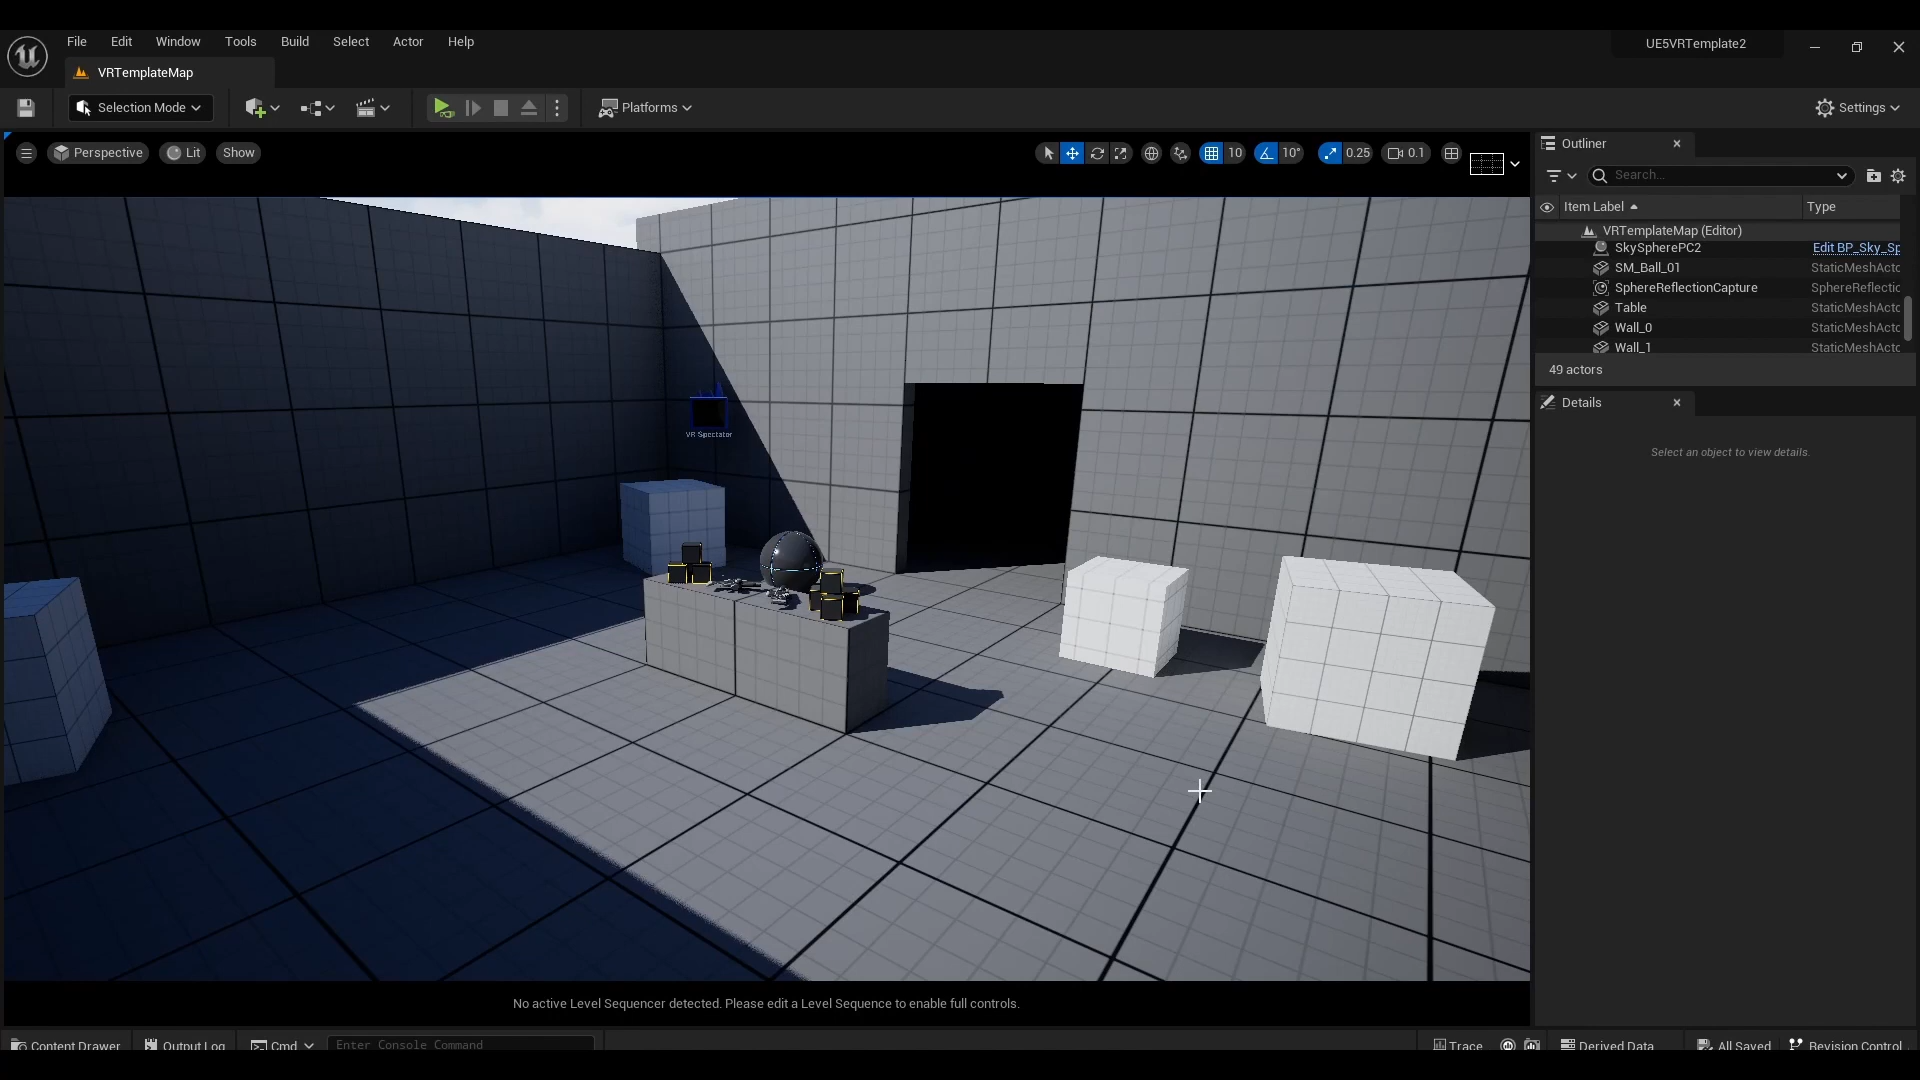 File Edit Window Tools Build Select Actor Help
UE5VRTemplate2
VRTemplateMap
Selection Mode
Platforms
Settings
Perspective
Lit
Show
10
10°
0.25
0.1
Outliner
Search...
Item Label
Type
VRTemplateMap (Editor)
SkySpherePC2 Edit BP_Sky_Sp
SM_Ball_01 StaticMeshActo
SphereReflectionCapture SphereReflectio
Table StaticMeshActo
Wall_0 StaticMeshActo
Wall_1 StaticMeshActo
49 actors
Details
Select an object to view details.
VR Spectator
No active Level Sequencer detected. Please edit a Level Sequence to enable full controls.
Content Drawer
Output Log
Cmd
Enter Console Command
Trace
Derived Data
All Saved
Revision Control